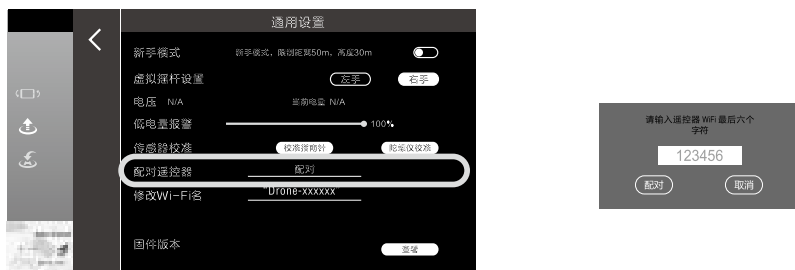 通用设置
新手模式 新手模式，限制距离50m，高度30m
虚拟摇杆设置 左手 右手
电压 N/A 当前电量 N/A
低电量报警 100%
传感器校准 校准指南针 陀螺仪校准
配对遥控器 配对
修改Wi-Fi名 "Drone-xxxxxx"
固件版本 查看
请输入遥控器 WiFi 最后六个
字符
123456
配对 取消